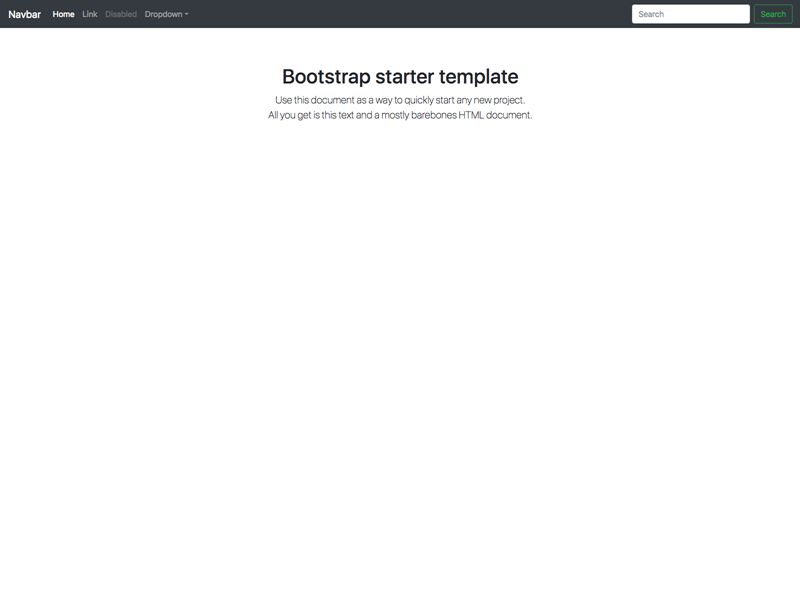 Navbar Home Link Disabled Dropdown Search Search
Bootstrap starter template
Use this document as a way to quickly start any new project.
All you get is this text and a mostly barebones HTML document.